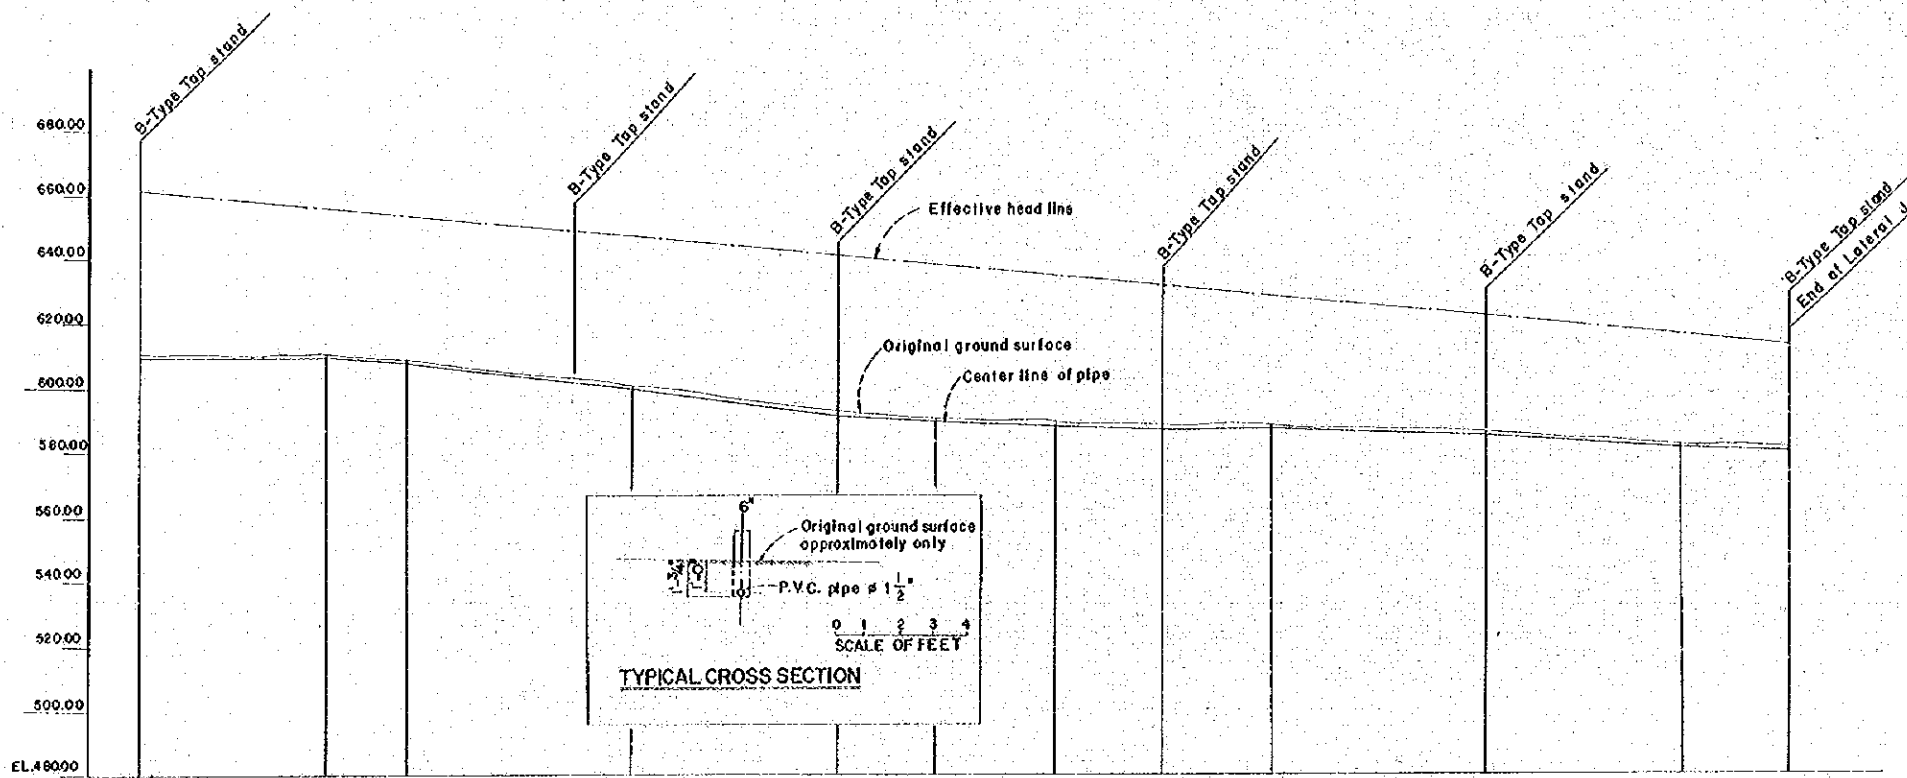 B-Type Tap stand
B-Type Tap stand
B-Type Tap stand
B-Type Tap stand
B-Type Tap stand
B-Type Tap stand
End of Lateral J
680.00
660.00
640.00
620.00
600.00
580.00
560.00
540.00
520.00
500.00
EL.480.00
Effective head line
Original ground surface
Center line of pipe
6"
Original ground surface
approximately only
P.V.C. pipe ø 1 1/2"
0 1 2 3 4
SCALE OF FEET
TYPICAL CROSS SECTION